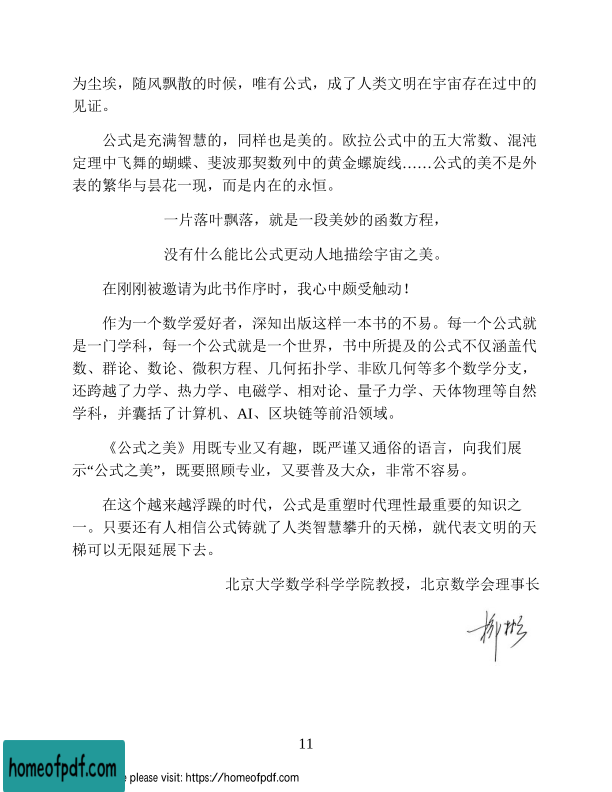 为尘埃，随风飘散的时候，唯有公式，成了人类文明在宇宙存在过中的
见证。
公式是充满智慧的，同样也是美的。欧拉公式中的五大常数、混沌
定理中飞舞的蝴蝶、斐波那契数列中的黄金螺旋线……公式的美不是外
表的繁华与昙花一现，而是内在的永恒。
一片落叶飘落，就是一段美妙的函数方程，
没有什么能比公式更动人地描绘宇宙之美。
在刚刚被邀请为此书作序时，我心中颇受触动！
作为一个数学爱好者，深知出版这样一本书的不易。每一个公式就
是一门学科，每一个公式就是一个世界，书中所提及的公式不仅涵盖代
数、群论、数论、微积方程、几何拓扑学、非欧几何等多个数学分支，
还跨越了力学、热力学、电磁学、相对论、量子力学、天体物理等自然
学科，并囊括了计算机、AI、区块链等前沿领域。
《公式之美》用既专业又有趣，既严谨又通俗的语言，向我们展
示“公式之美”，既要照顾专业，又要普及大众，非常不容易。
在这个越来越浮躁的时代，公式是重塑时代理性最重要的知识之
一。只要还有人相信公式铸就了人类智慧攀升的天梯，就代表文明的天
梯可以无限延展下去。
北京大学数学科学学院教授，北京数学会理事长
柳彬
11
homeofpdf.com
e please visit: https://homeofpdf.com